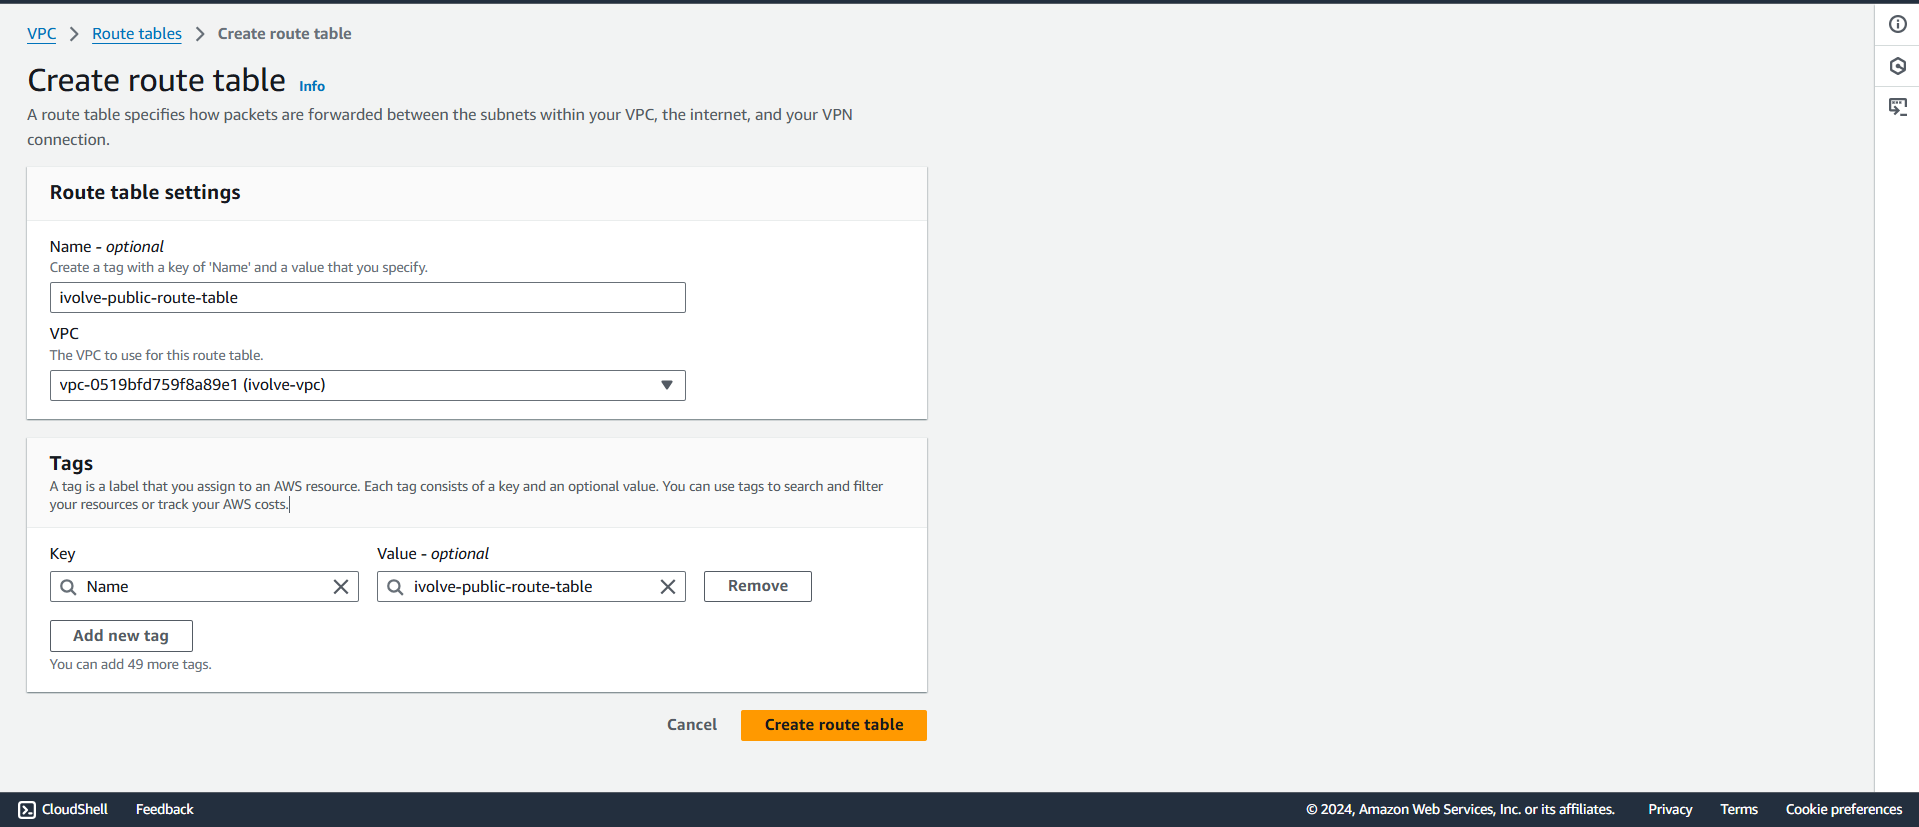 VPC > Route tables > Create route table
Create route table Info
A route table specifies how packets are forwarded between the subnets within your VPC, the internet, and your VPN
connection.
Route table settings
Name - optional
Create a tag with a key of 'Name' and a value that you specify.
ivolve-public-route-table
VPC
The VPC to use for this route table.
vpc-0519bfd759f8a89e1 (ivolve-vpc)
Tags
A tag is a label that you assign to an AWS resource. Each tag consists of a key and an optional value. You can use tags to search and filter
your resources or track your AWS costs.
Key Value - optional
Name ivolve-public-route-table Remove
Add new tag
You can add 49 more tags.
Cancel Create route table
CloudShell Feedback © 2024, Amazon Web Services, Inc. or its affiliates. Privacy Terms Cookie preferences